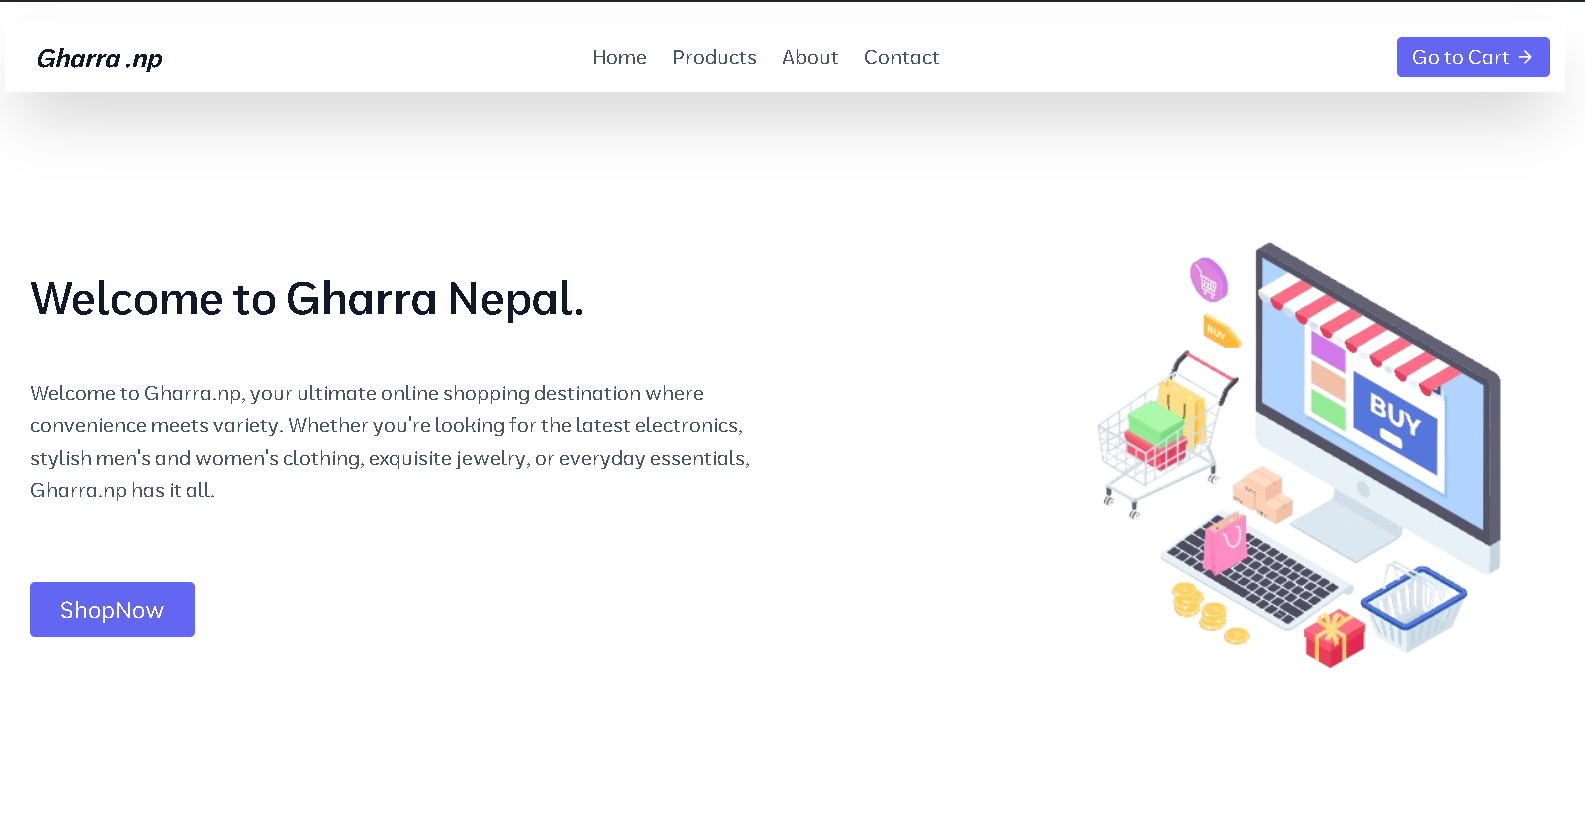 Gharra .np
Home Products About Contact
Go to Cart →
Welcome to Gharra Nepal.
Welcome to Gharra.np, your ultimate online shopping destination where
convenience meets variety. Whether you're looking for the latest electronics,
stylish men's and women's clothing, exquisite jewelry, or everyday essentials,
Gharra.np has it all.
ShopNow
BUY
BUY